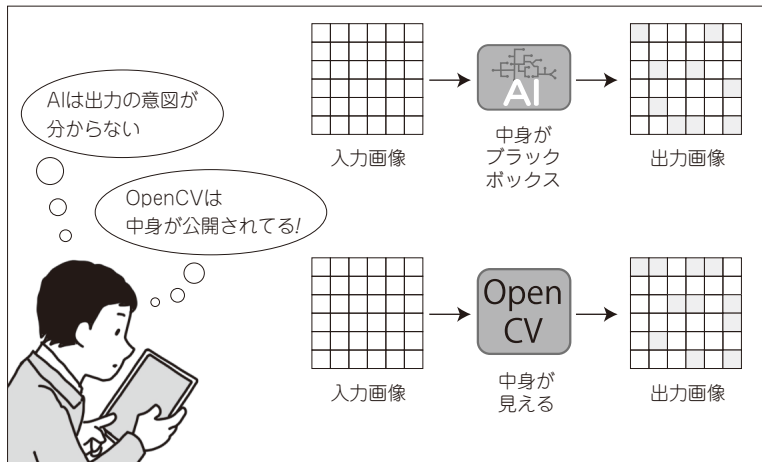 AIは出力の意図が
分からない
OpenCVは
中身が公開されてる!
入力画像
AI
中身が
ブラック
ボックス
出力画像
入力画像
Open
CV
中身が
見える
出力画像